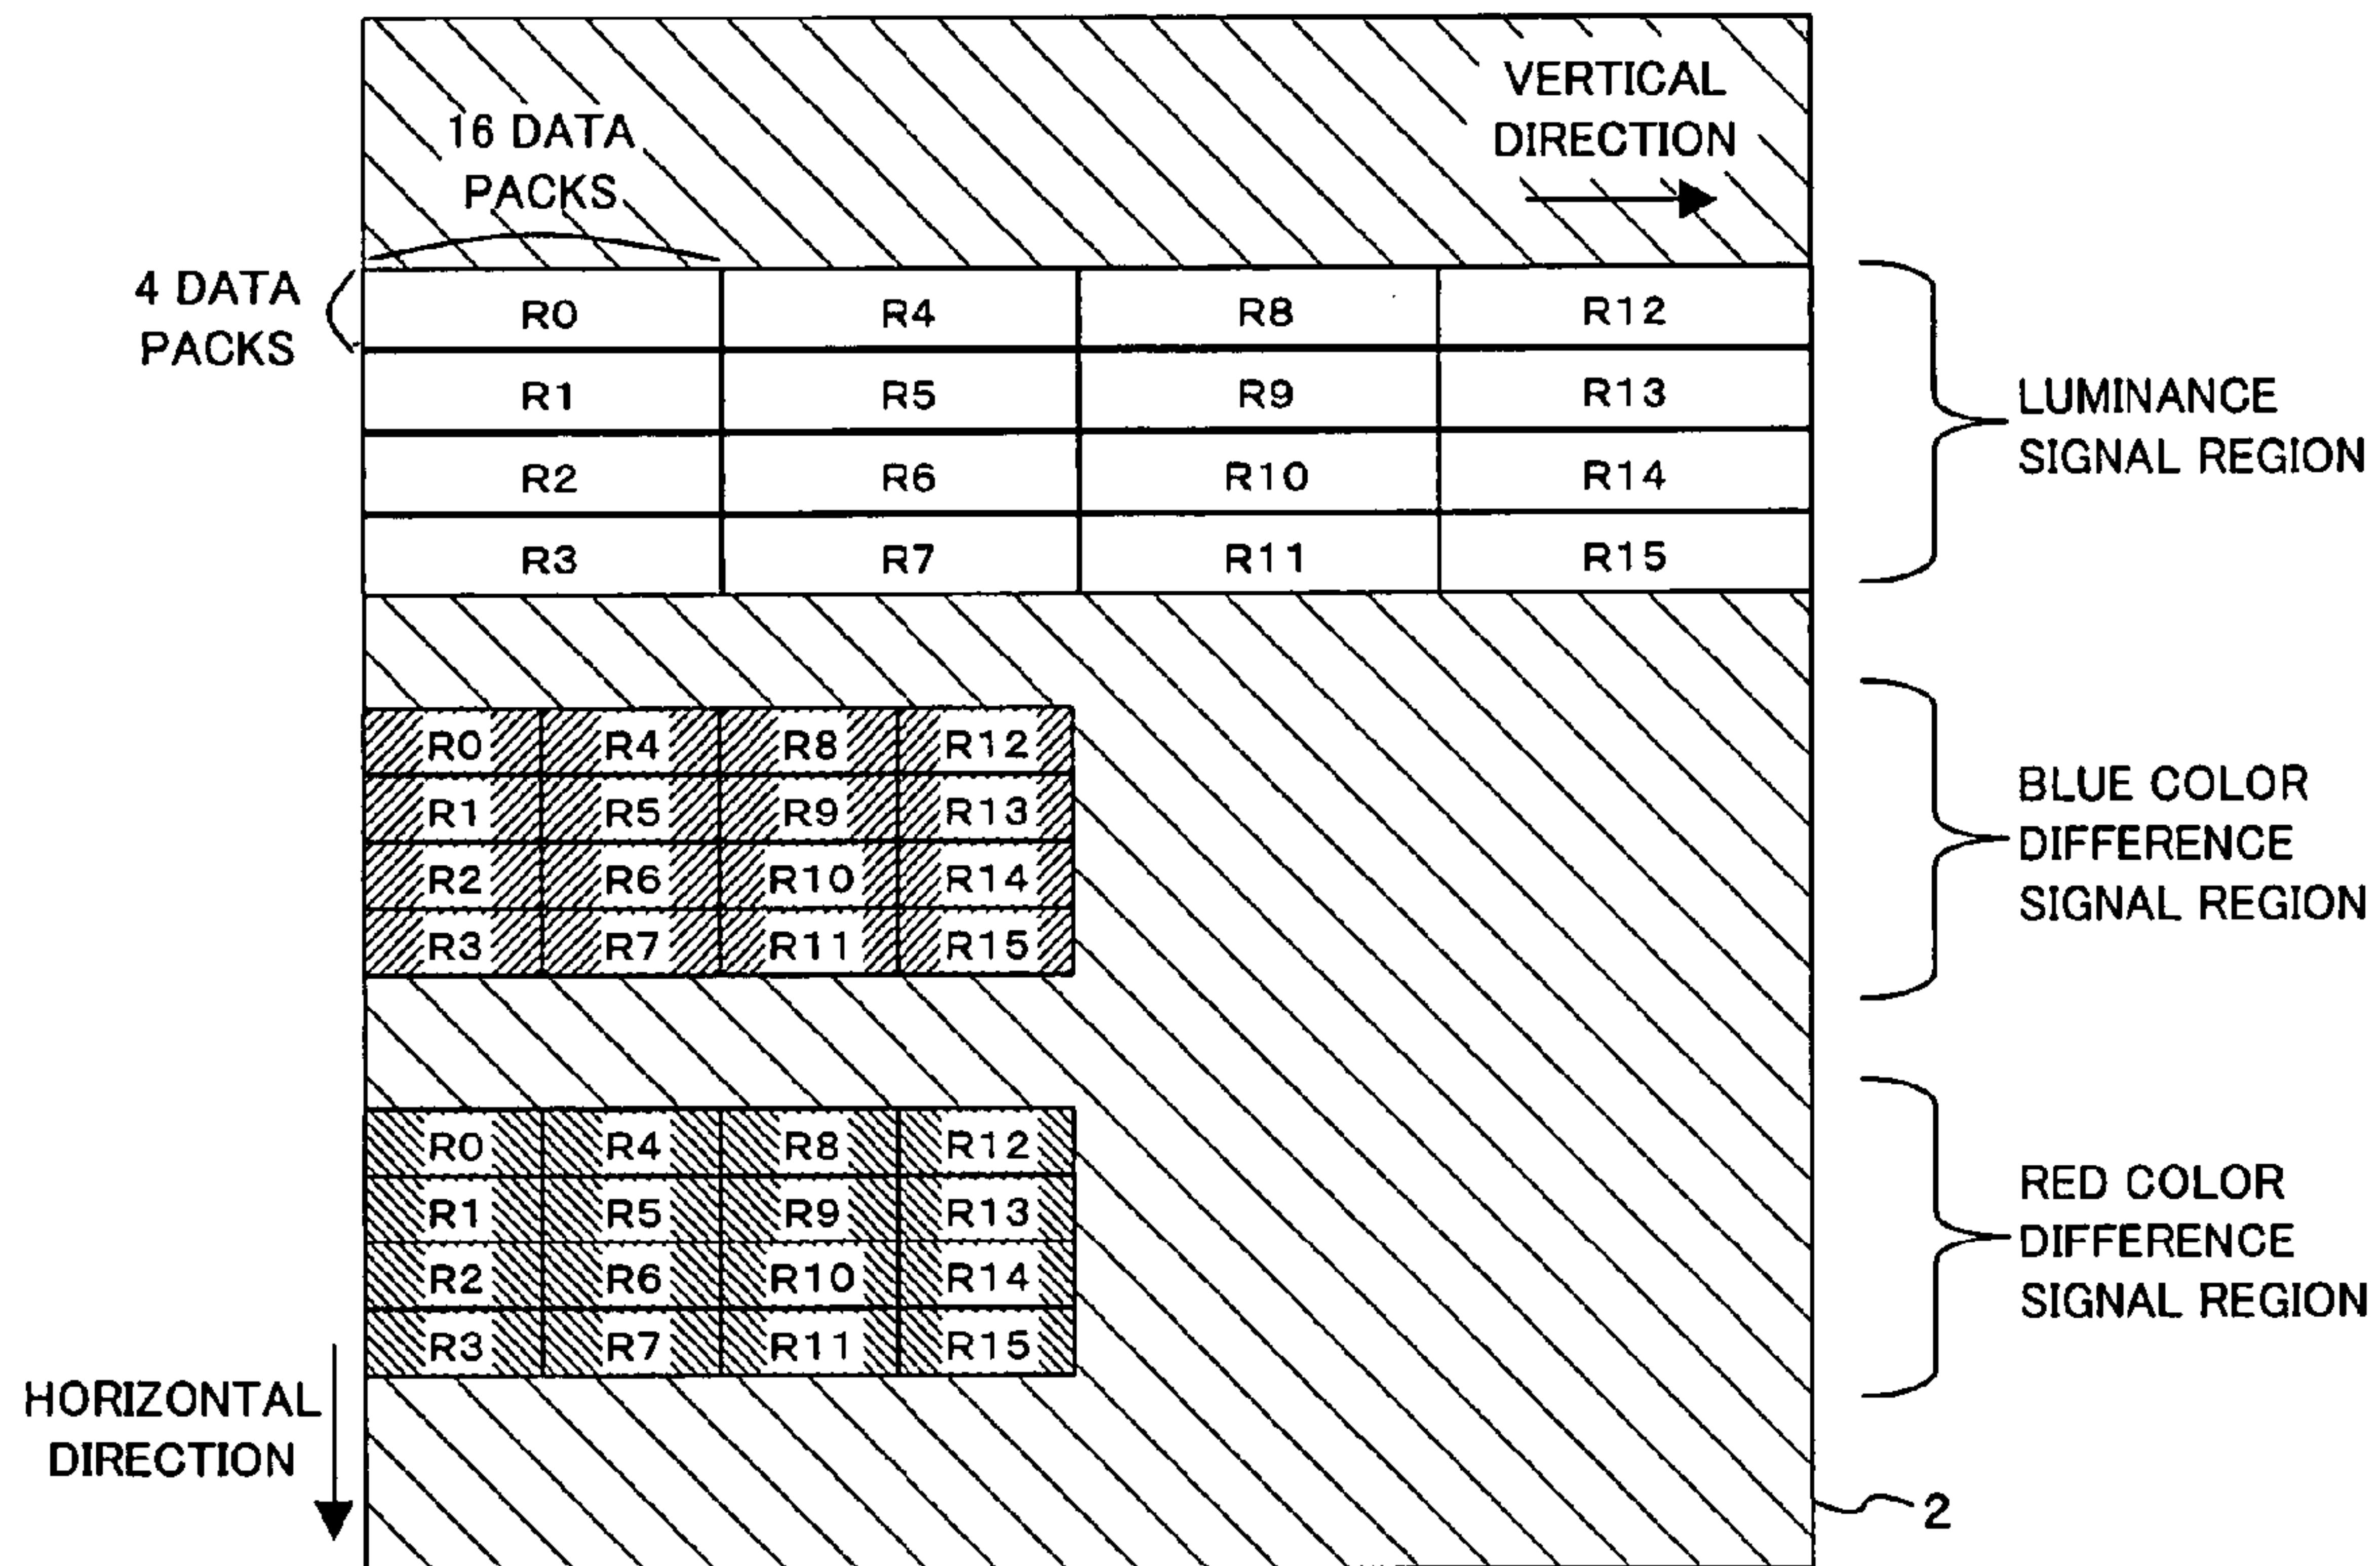 VERTICAL
DIRECTION
16 DATA
PACKS
4 DATA
PACKS
R0 R4 R8 R12
R1 R5 R9 R13
R2 R6 R10 R14
R3 R7 R11 R15
LUMINANCE
SIGNAL REGION
R0 R4 R8 R12
R1 R5 R9 R13
R2 R6 R10 R14
R3 R7 R11 R15
BLUE COLOR
DIFFERENCE
SIGNAL REGION
R0 R4 R8 R12
R1 R5 R9 R13
R2 R6 R10 R14
R3 R7 R11 R15
RED COLOR
DIFFERENCE
SIGNAL REGION
HORIZONTAL
DIRECTION
2